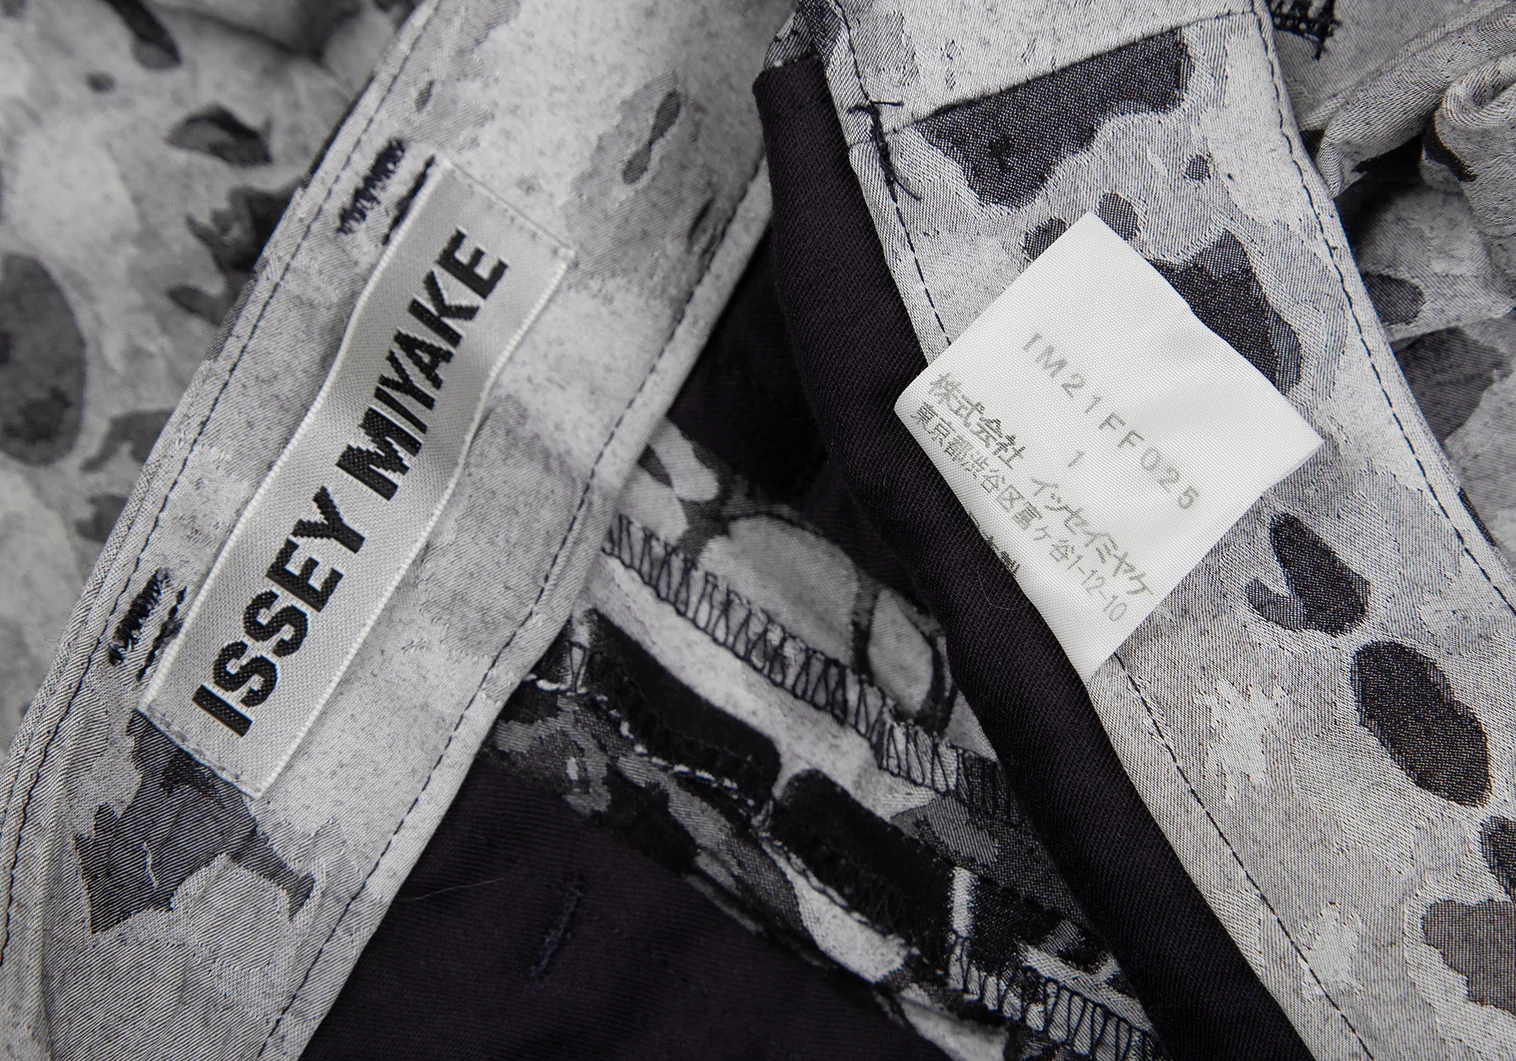 ISSEY MIYAKE
IM21FF025
1
株式会社 イッセイミヤケ
東京都渋谷区富ケ谷1-12-10